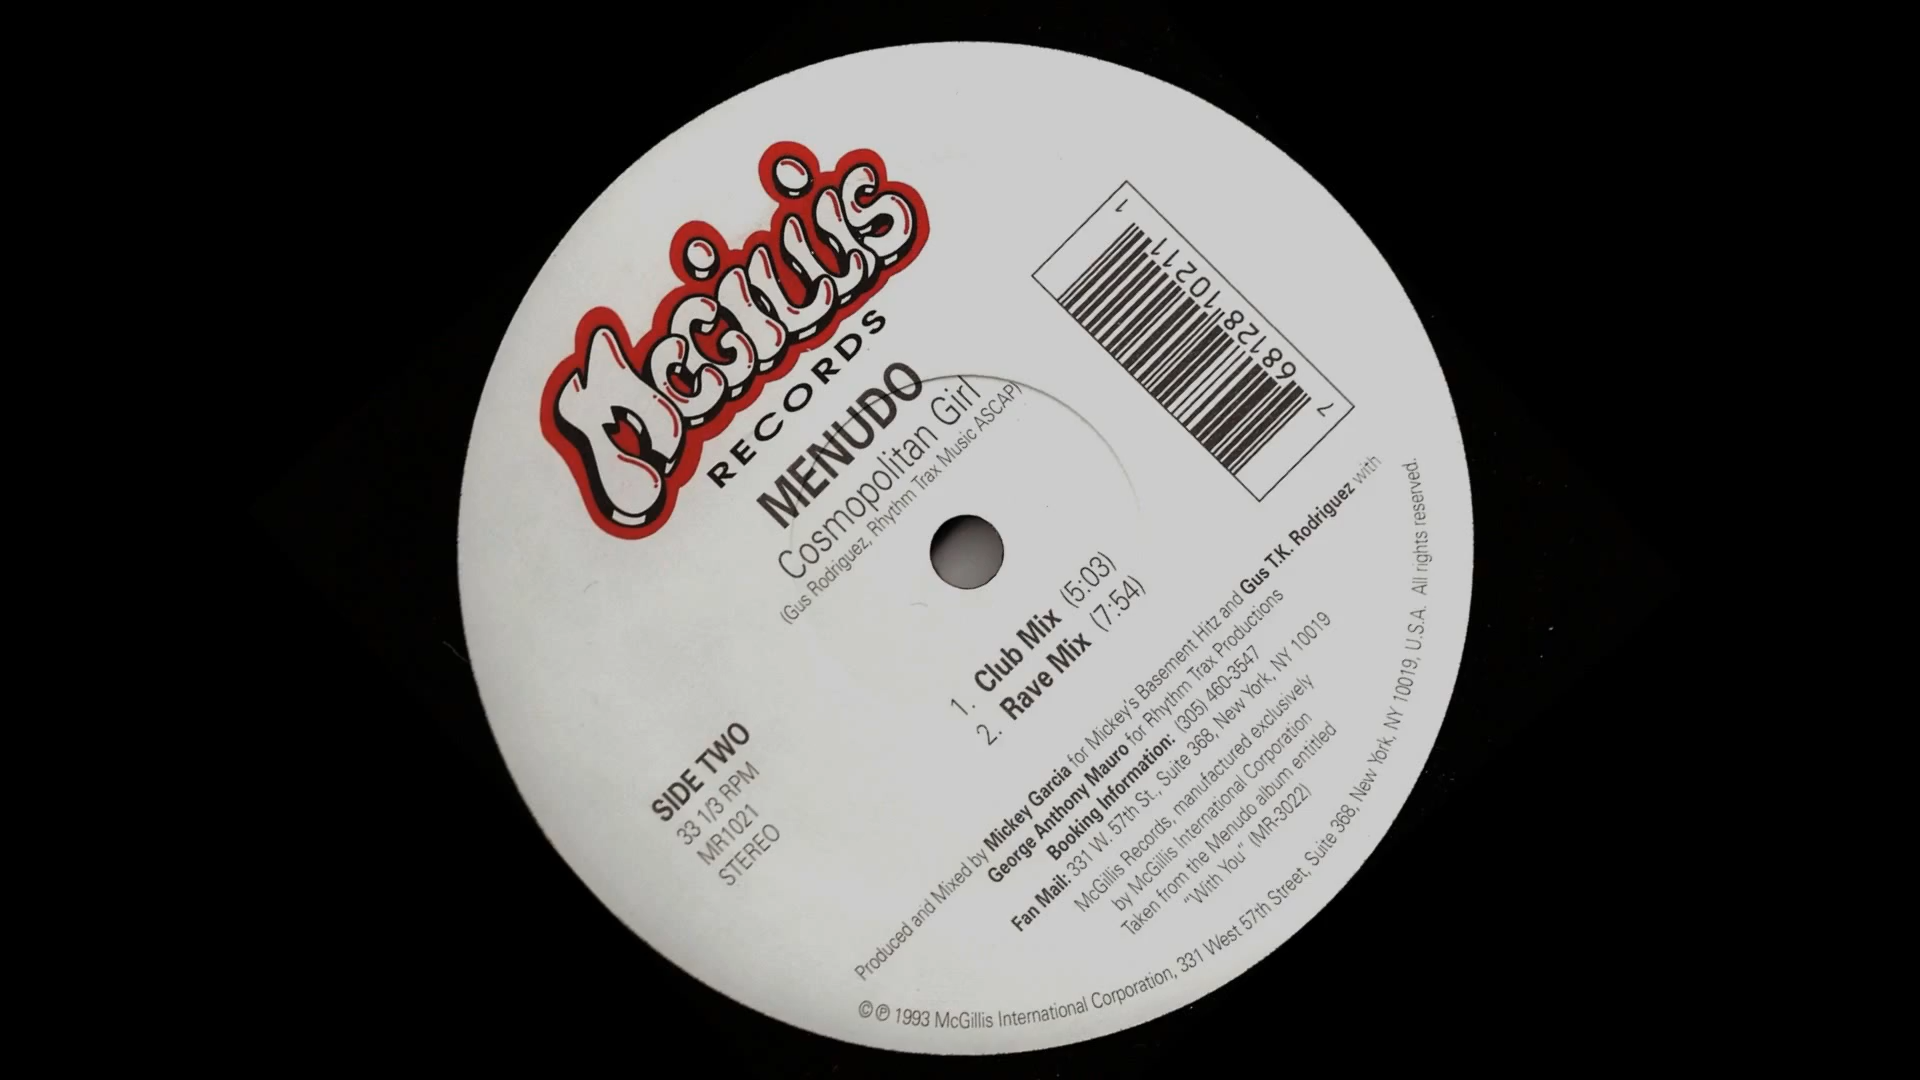 McGillis
RECORDS
MENUDO
Cosmopolitan Girl
(Gus Rodriguez, Rhythm Trax Music ASCAP)
7 68128 10211 1
1. Club Mix (5:03)
2. Rave Mix (7:54)
SIDE TWO
33 1/3 RPM
MR1021
STEREO
Produced and Mixed by Mickey Garcia for Mickey's Basement Hitz and Gus T.K. Rodriguez with
George Anthony Mauro for Rhythm Trax Productions
Booking Information: (305) 460-3547
Fan Mail: 331 W. 57th St., Suite 368, New York, NY 10019
McGillis Records, manufactured exclusively
by McGillis International Corporation
Taken from the Menudo album entitled
"With You" (MR-3022)
©℗ 1993 McGillis International Corporation, 331 West 57th Street, Suite 368, New York, NY 10019, U.S.A. All rights reserved.